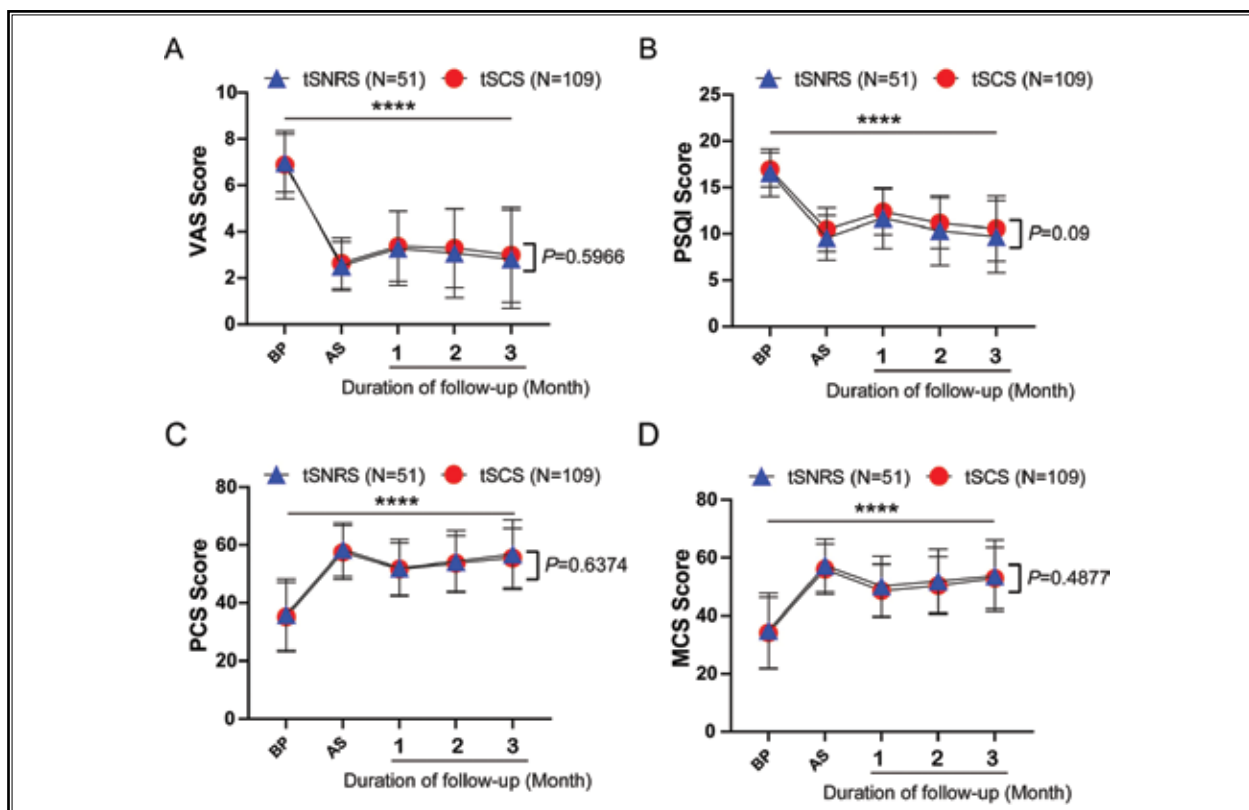 A
tSNRS (N=51) tSCS (N=109)
****
VAS Score
10
8
6
4
2
0
P=0.5966
BP AS 1 2 3
Duration of follow-up (Month)
B
tSNRS (N=51) tSCS (N=109)
****
PSQI Score
25
20
15
10
5
0
P=0.09
BP AS 1 2 3
Duration of follow-up (Month)
C
tSNRS (N=51) tSCS (N=109)
****
PCS Score
80
60
40
20
0
P=0.6374
BP AS 1 2 3
Duration of follow-up (Month)
D
tSNRS (N=51) tSCS (N=109)
****
MCS Score
80
60
40
20
0
P=0.4877
BP AS 1 2 3
Duration of follow-up (Month)